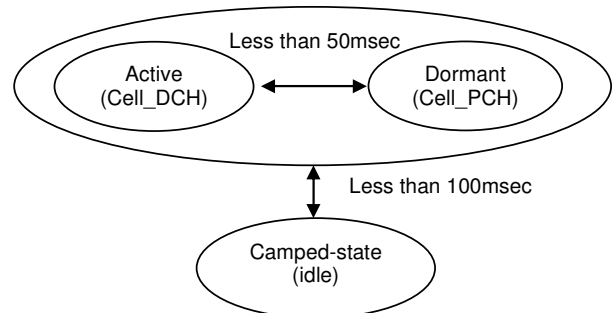 Less than 50msec
Active
(Cell_DCH)
Dormant
(Cell_PCH)
Less than 100msec
Camped-state
(idle)